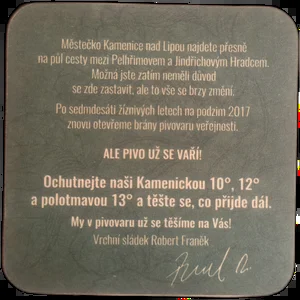 Městečko Kamenice nad Lipou najdete přesně
na půl cesty mezi Pelhřimovem a Jindřichovým Hradcem.
Možná jste zatím neměli důvod
se zde zastavit, ale to vše se brzy změní.
Po sedmdesáti žíznivých letech na podzim 2017
znovu otevřeme brány pivovaru veřejnosti.
ALE PIVO UŽ SE VAŘÍ!
Ochutnejte naši Kamenickou 10°, 12°
a polotmavou 13° a těšte se, co přijde dál.
My v pivovaru už se těšíme na Vás!
Vrchní sládek Robert Franěk